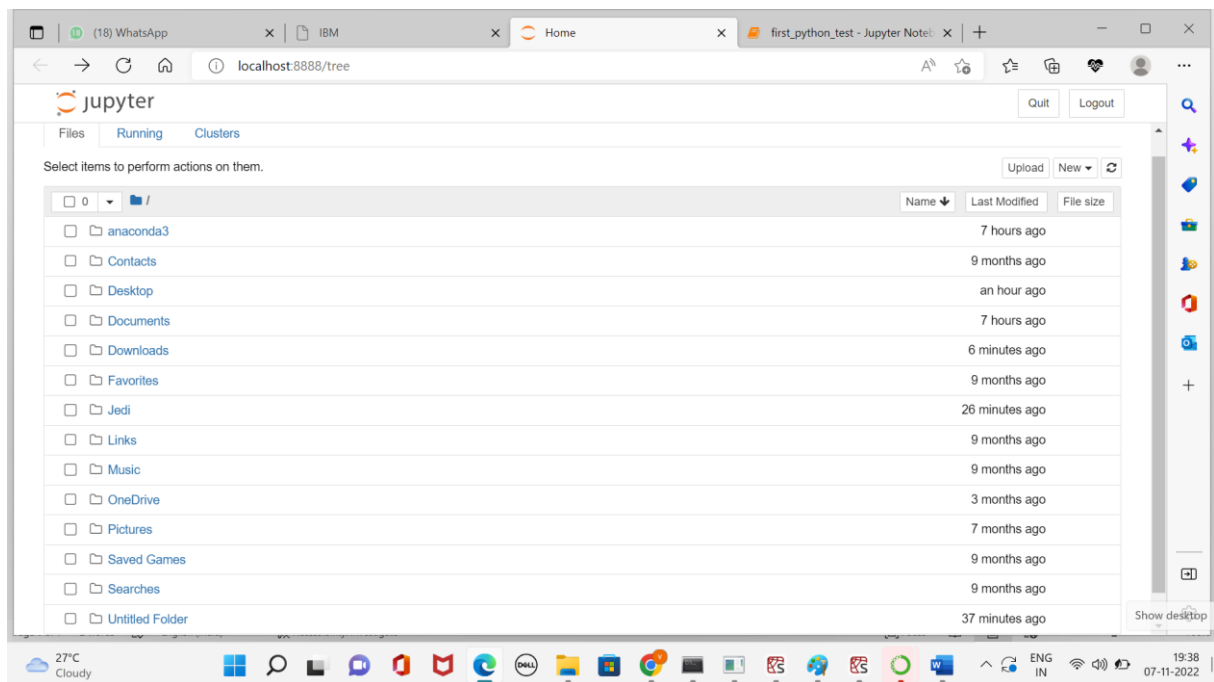 (18) WhatsApp IBM Home first_python_test - Jupyter Noteb
localhost:8888/tree
jupyter Quit Logout
Files Running Clusters
Select items to perform actions on them. Upload New
0 / Name Last Modified File size
anaconda3 7 hours ago
Contacts 9 months ago
Desktop an hour ago
Documents 7 hours ago
Downloads 6 minutes ago
Favorites 9 months ago
Jedi 26 minutes ago
Links 9 months ago
Music 9 months ago
OneDrive 3 months ago
Pictures 7 months ago
Saved Games 9 months ago
Searches 9 months ago
Untitled Folder 37 minutes ago
Show desktop
27°C ENG 19:38
Cloudy IN 07-11-2022